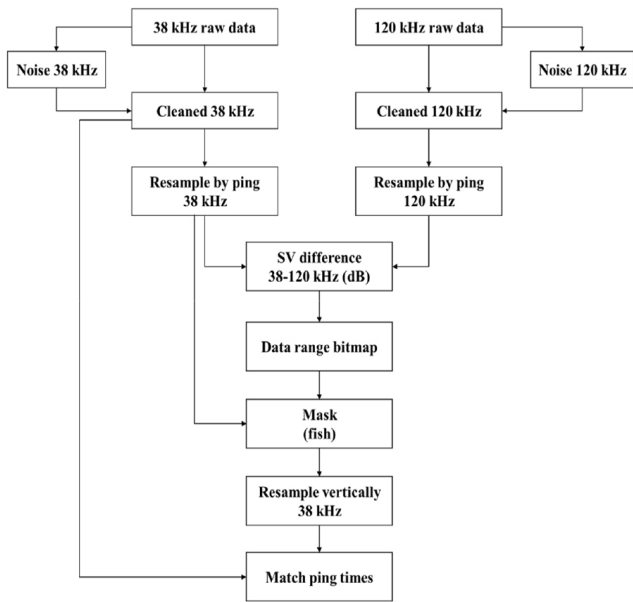 38 kHz raw data
120 kHz raw data
Noise 38 kHz
Noise 120 kHz
Cleaned 38 kHz
Cleaned 120 kHz
Resample by ping
38 kHz
Resample by ping
120 kHz
SV difference
38-120 kHz (dB)
Data range bitmap
Mask
(fish)
Resample vertically
38 kHz
Match ping times